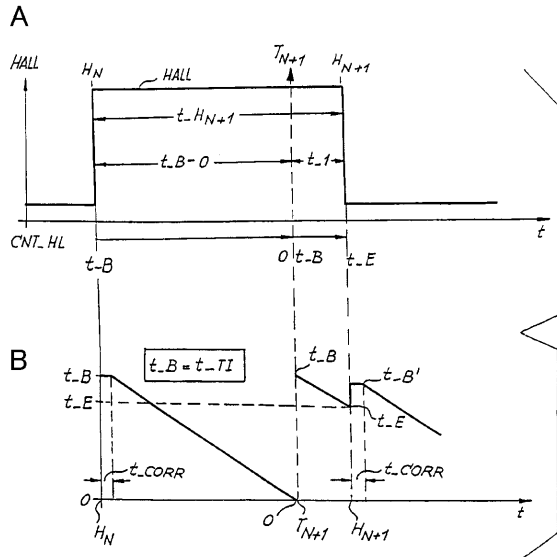 A
HALL
H_N
HALL
T_N+1
H_N+1
t_H_N+1
t_B-0
t_1
CNT_HL
t
t_B
0
t_B
t_E
B
t_B = t_TI
t_B
t_B
t_B'
t_E
t_E
t_CORR
t_CORR
0
H_N
0
T_N+1
H_N+1
t